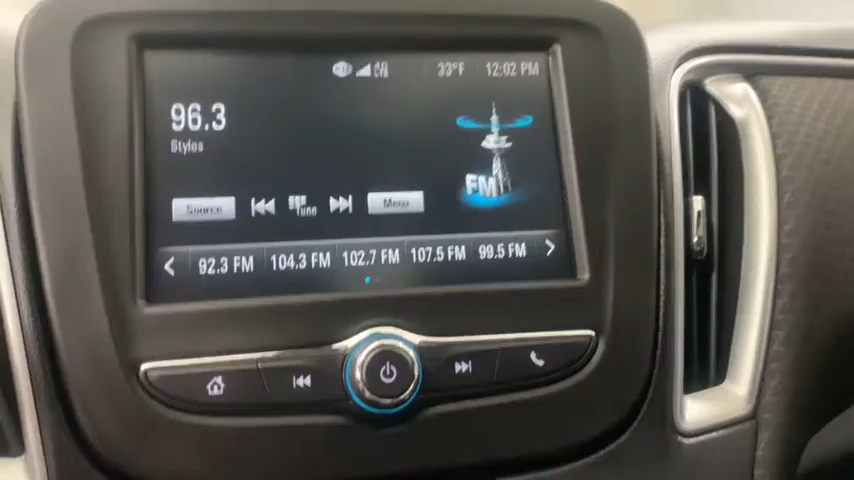 33°F 12:02 PM
96.3
Styles
FM
Source Tune Menu
92.3 FM 104.3 FM 102.7 FM 107.5 FM 99.5 FM